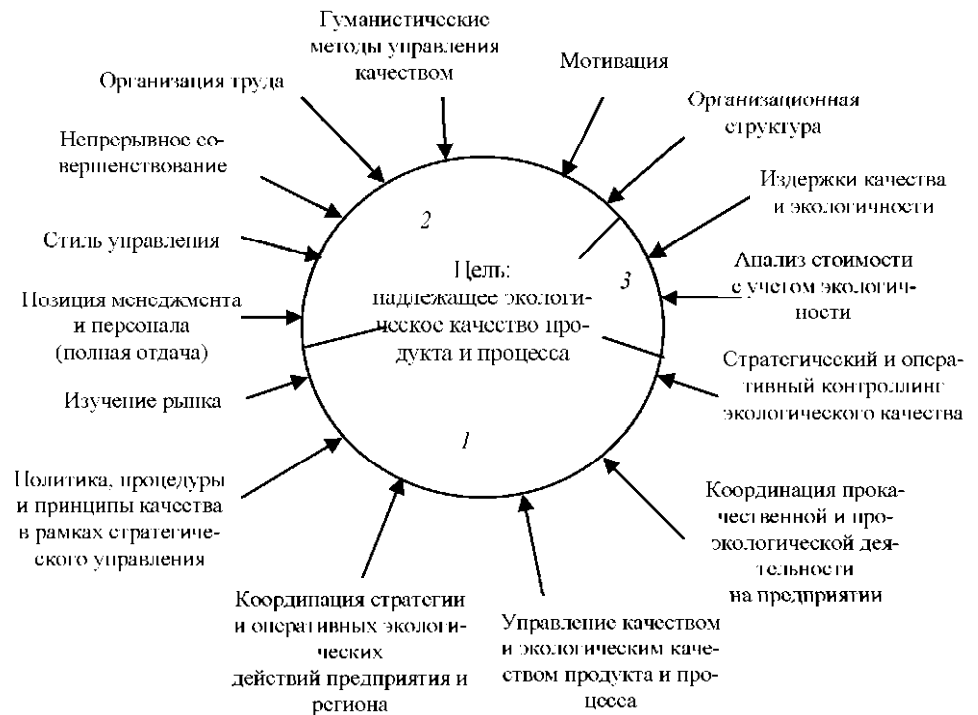 Гуманистические
методы управления
качеством
Мотивация
Организация труда
Организационная
структура
Непрерывное со-
вершенствование
Издержки качества
и экологичности
2
Стиль управления
Цель:
надлежащее экологи-
ческое качество про-
дукта и процесса
3
Анализ стоимости
с учетом экологич-
ности
Позиция менеджмента
и персонала
(полная отдача)
Стратегический и опера-
тивный контроллинг
экологического качества
Изучение рынка
1
Политика, процедуры
и принципы качества
в рамках стратегиче-
ского управления
Координация прока-
чественной и про-
экологической дея-
тельности
на предприятии
Координация стратегии
и оперативных экологи-
ческих
действий предприятия и
региона
Управление качеством
и экологическим каче-
ством продукта и про-
цесса